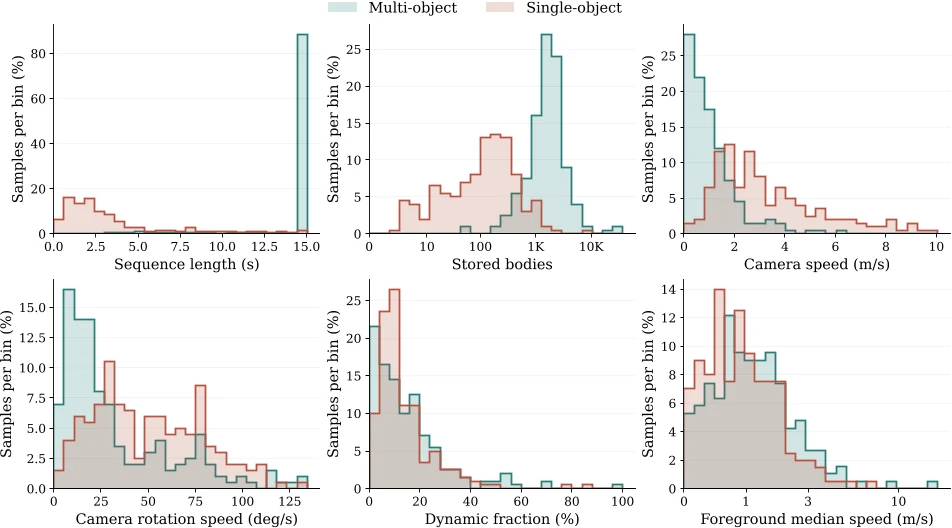 Multi-object Single-object
Samples per bin (%)
80
60
40
20
0
0.0 2.5 5.0 7.5 10.0 12.5 15.0
Sequence length (s)
Samples per bin (%)
25
20
15
10
5
0
0 10 100 1K 10K
Stored bodies
Samples per bin (%)
25
20
15
10
5
0
0 2 4 6 8 10
Camera speed (m/s)
Samples per bin (%)
15.0
12.5
10.0
7.5
5.0
2.5
0.0
0 25 50 75 100 125
Camera rotation speed (deg/s)
Samples per bin (%)
25
20
15
10
5
0
0 20 40 60 80 100
Dynamic fraction (%)
Samples per bin (%)
14
12
10
8
6
4
2
0
0 1 3 10
Foreground median speed (m/s)